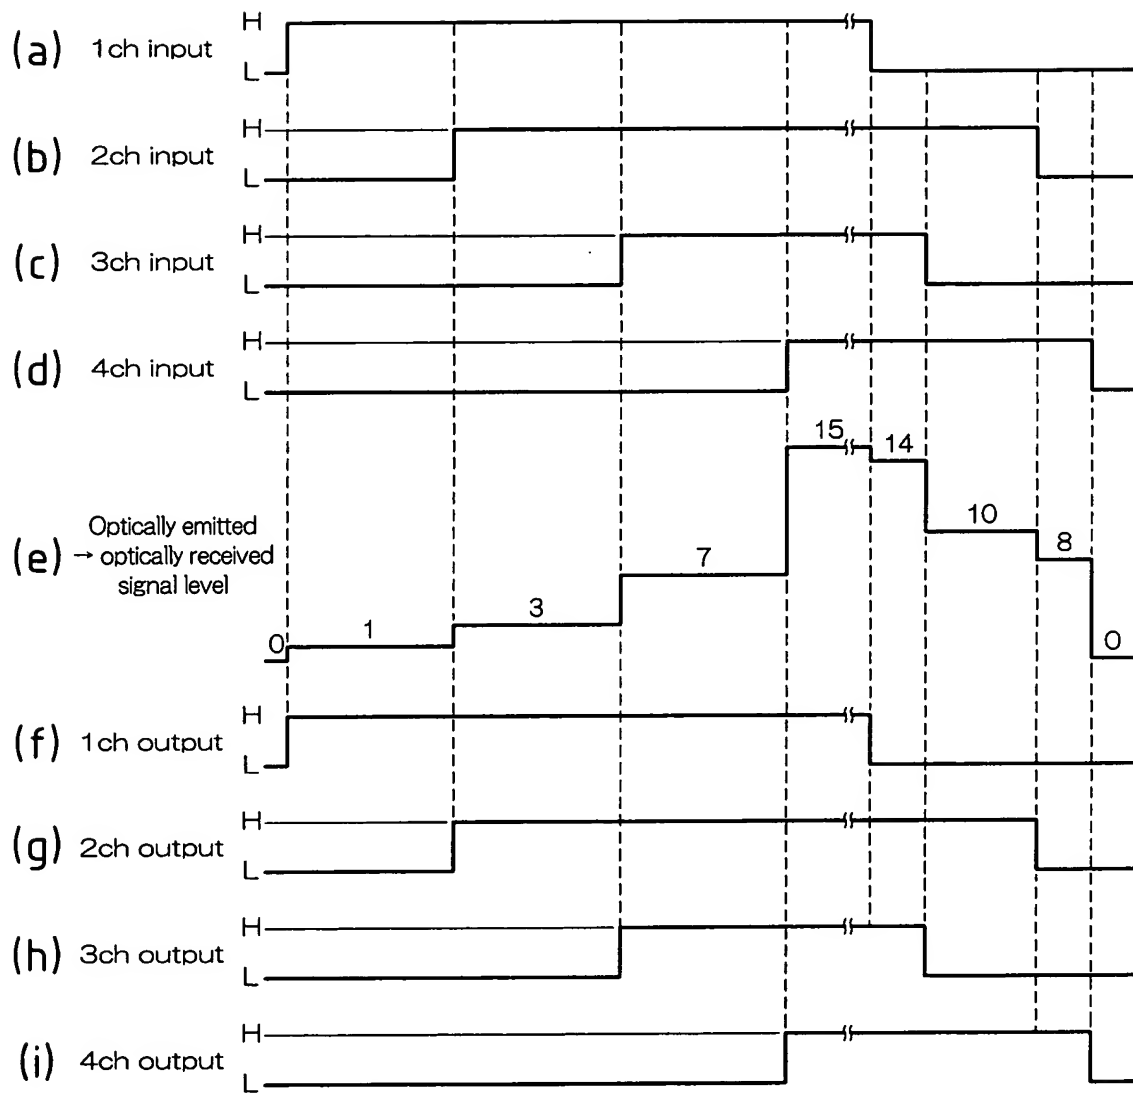 (a) 1ch input H
L
(b) 2ch input H
L
(c) 3ch input H
L
(d) 4ch input H
L
15
14
10
8
7
3
1
0
0
(e) Optically emitted
→ optically received
signal level
(f) 1ch output H
L
(g) 2ch output H
L
(h) 3ch output H
L
(i) 4ch output H
L